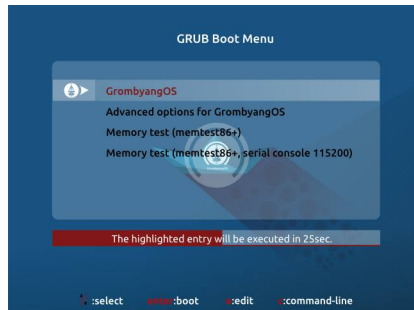 GRUB Boot Menu
GrombyangOS
Advanced options for GrombyangOS
Memory test (memtest86+)
Memory test (memtest86+, serial console 115200)
The highlighted entry will be executed in 25sec.
:select enter:boot e:edit c:command-line